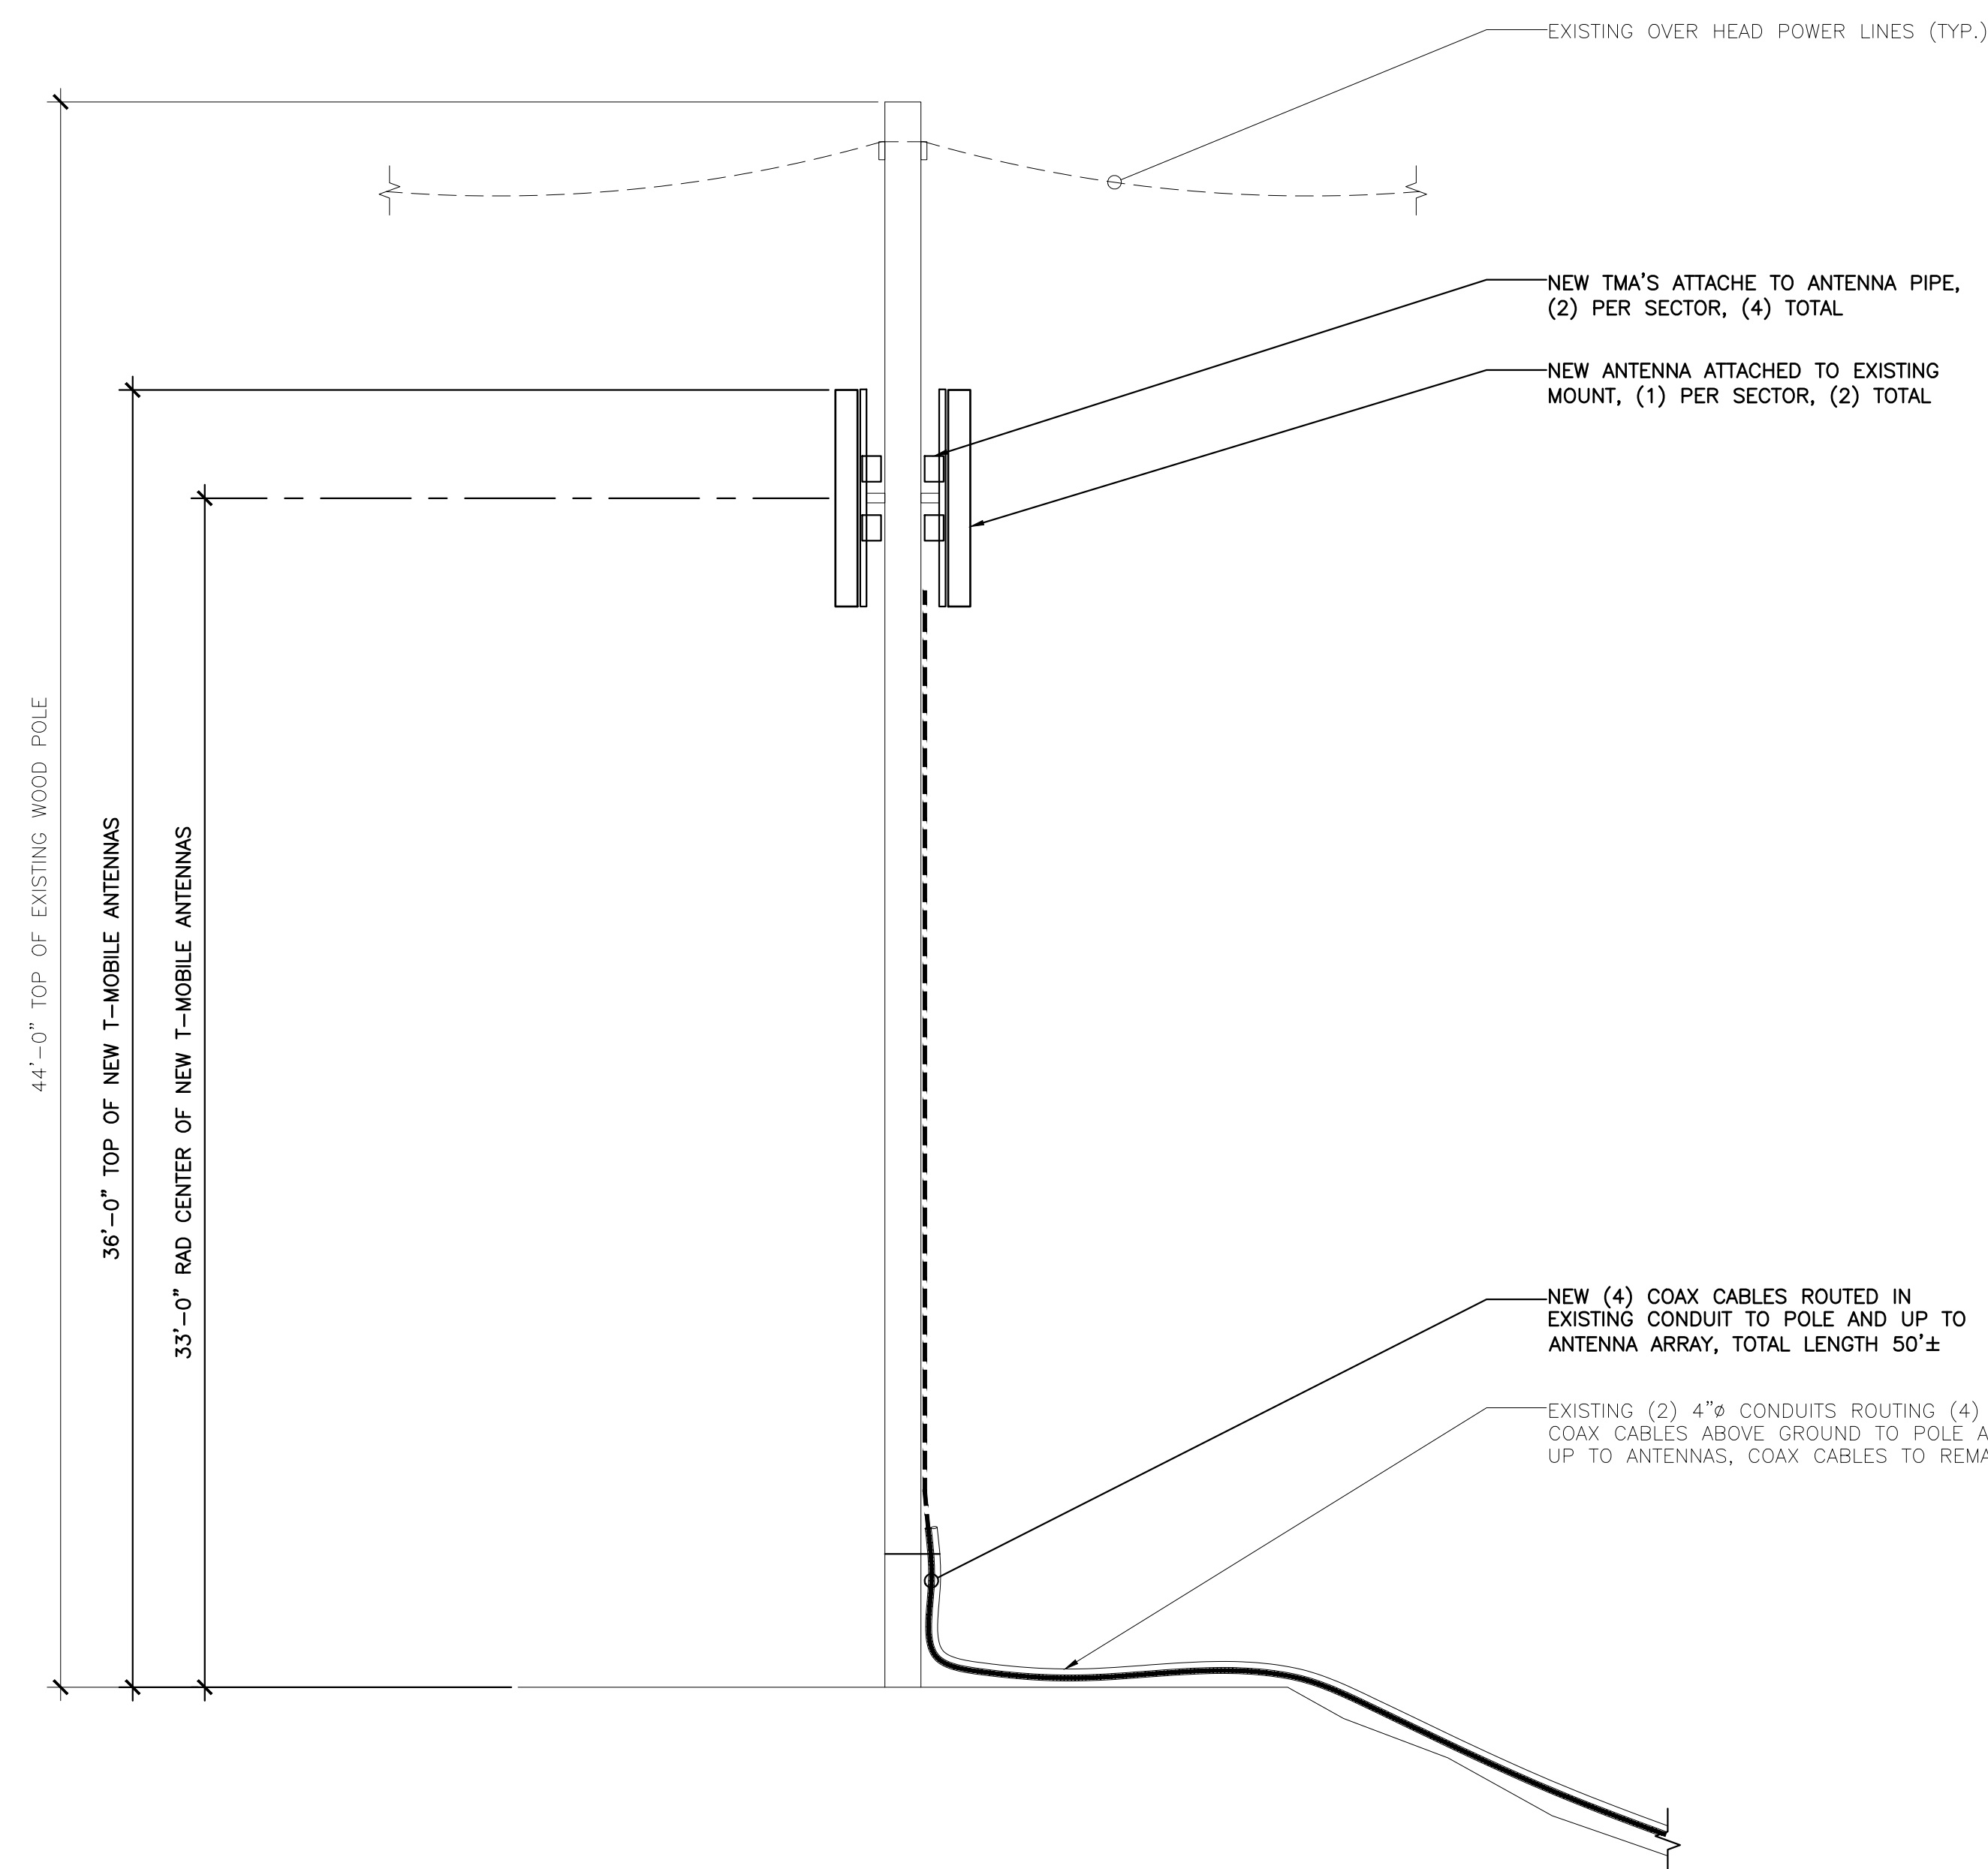 EXISTING OVER HEAD POWER LINES (TYP.)
NEW TMA'S ATTACHE TO ANTENNA PIPE,
(2) PER SECTOR, (4) TOTAL
NEW ANTENNA ATTACHED TO EXISTING
MOUNT, (1) PER SECTOR, (2) TOTAL
44'-0" TOP OF EXISTING WOOD POLE
36'-0" TOP OF NEW T-MOBILE ANTENNAS
33'-0" RAD CENTER OF NEW T-MOBILE ANTENNAS
NEW (4) COAX CABLES ROUTED IN
EXISTING CONDUIT TO POLE AND UP TO
ANTENNA ARRAY, TOTAL LENGTH 50'±
EXISTING (2) 4"ø CONDUITS ROUTING (4)
COAX CABLES ABOVE GROUND TO POLE
UP TO ANTENNAS, COAX CABLES TO